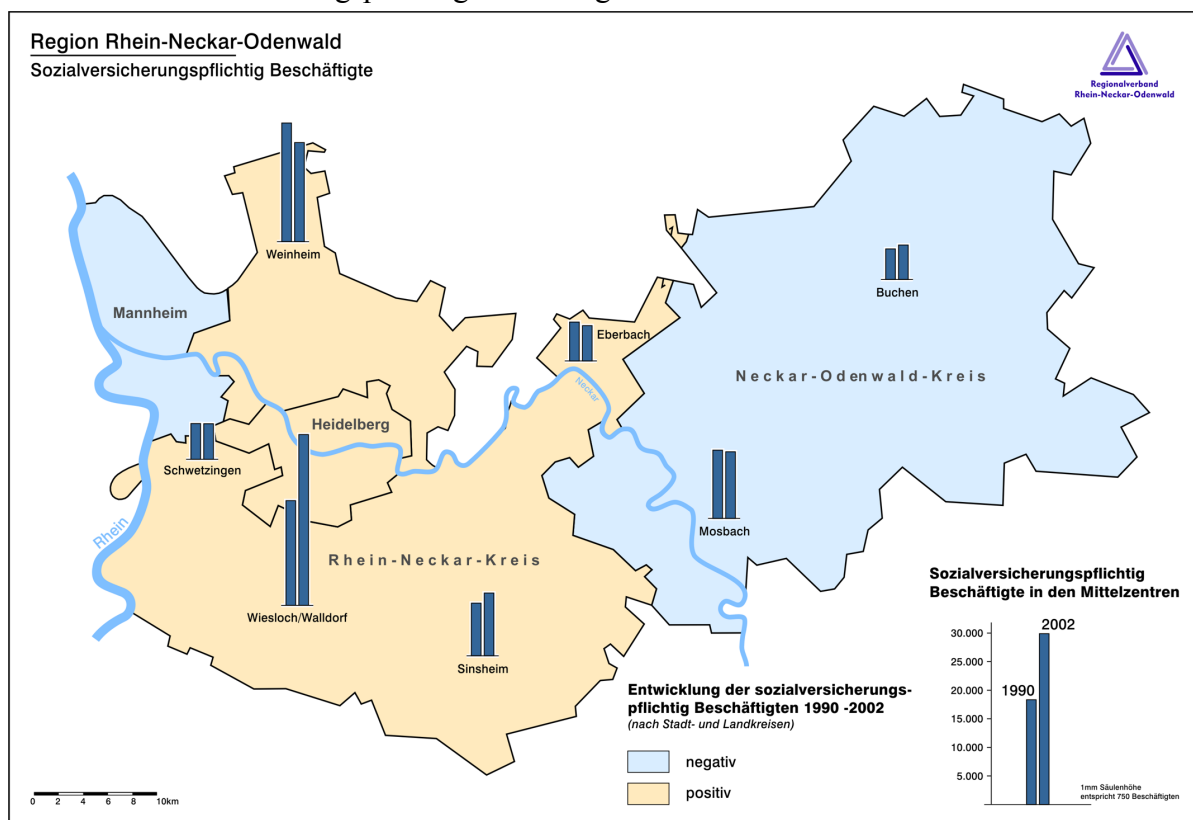 Region Rhein-Neckar-Odenwald
Sozialversicherungspflichtig Beschäftigte
Regionalverband
Rhein-Neckar-Odenwald
Weinheim
Mannheim
Buchen
Eberbach
Neckar
Neckar-Odenwald-Kreis
Heidelberg
Schwetzingen
Rhein
Mosbach
Rhein-Neckar-Kreis
Wiesloch/Walldorf
Sinsheim
Sozialversicherungspflichtig
Beschäftigte in den Mittelzentren
2002
1990
30.000
25.000
20.000
15.000
10.000
5.000
1mm Säulenhöhe
entspricht 750 Beschäftigten
Entwicklung der sozialversicherungs-
pflichtig Beschäftigten 1990 -2002
(nach Stadt- und Landkreisen)
negativ
positiv
0 2 4 6 8 10km